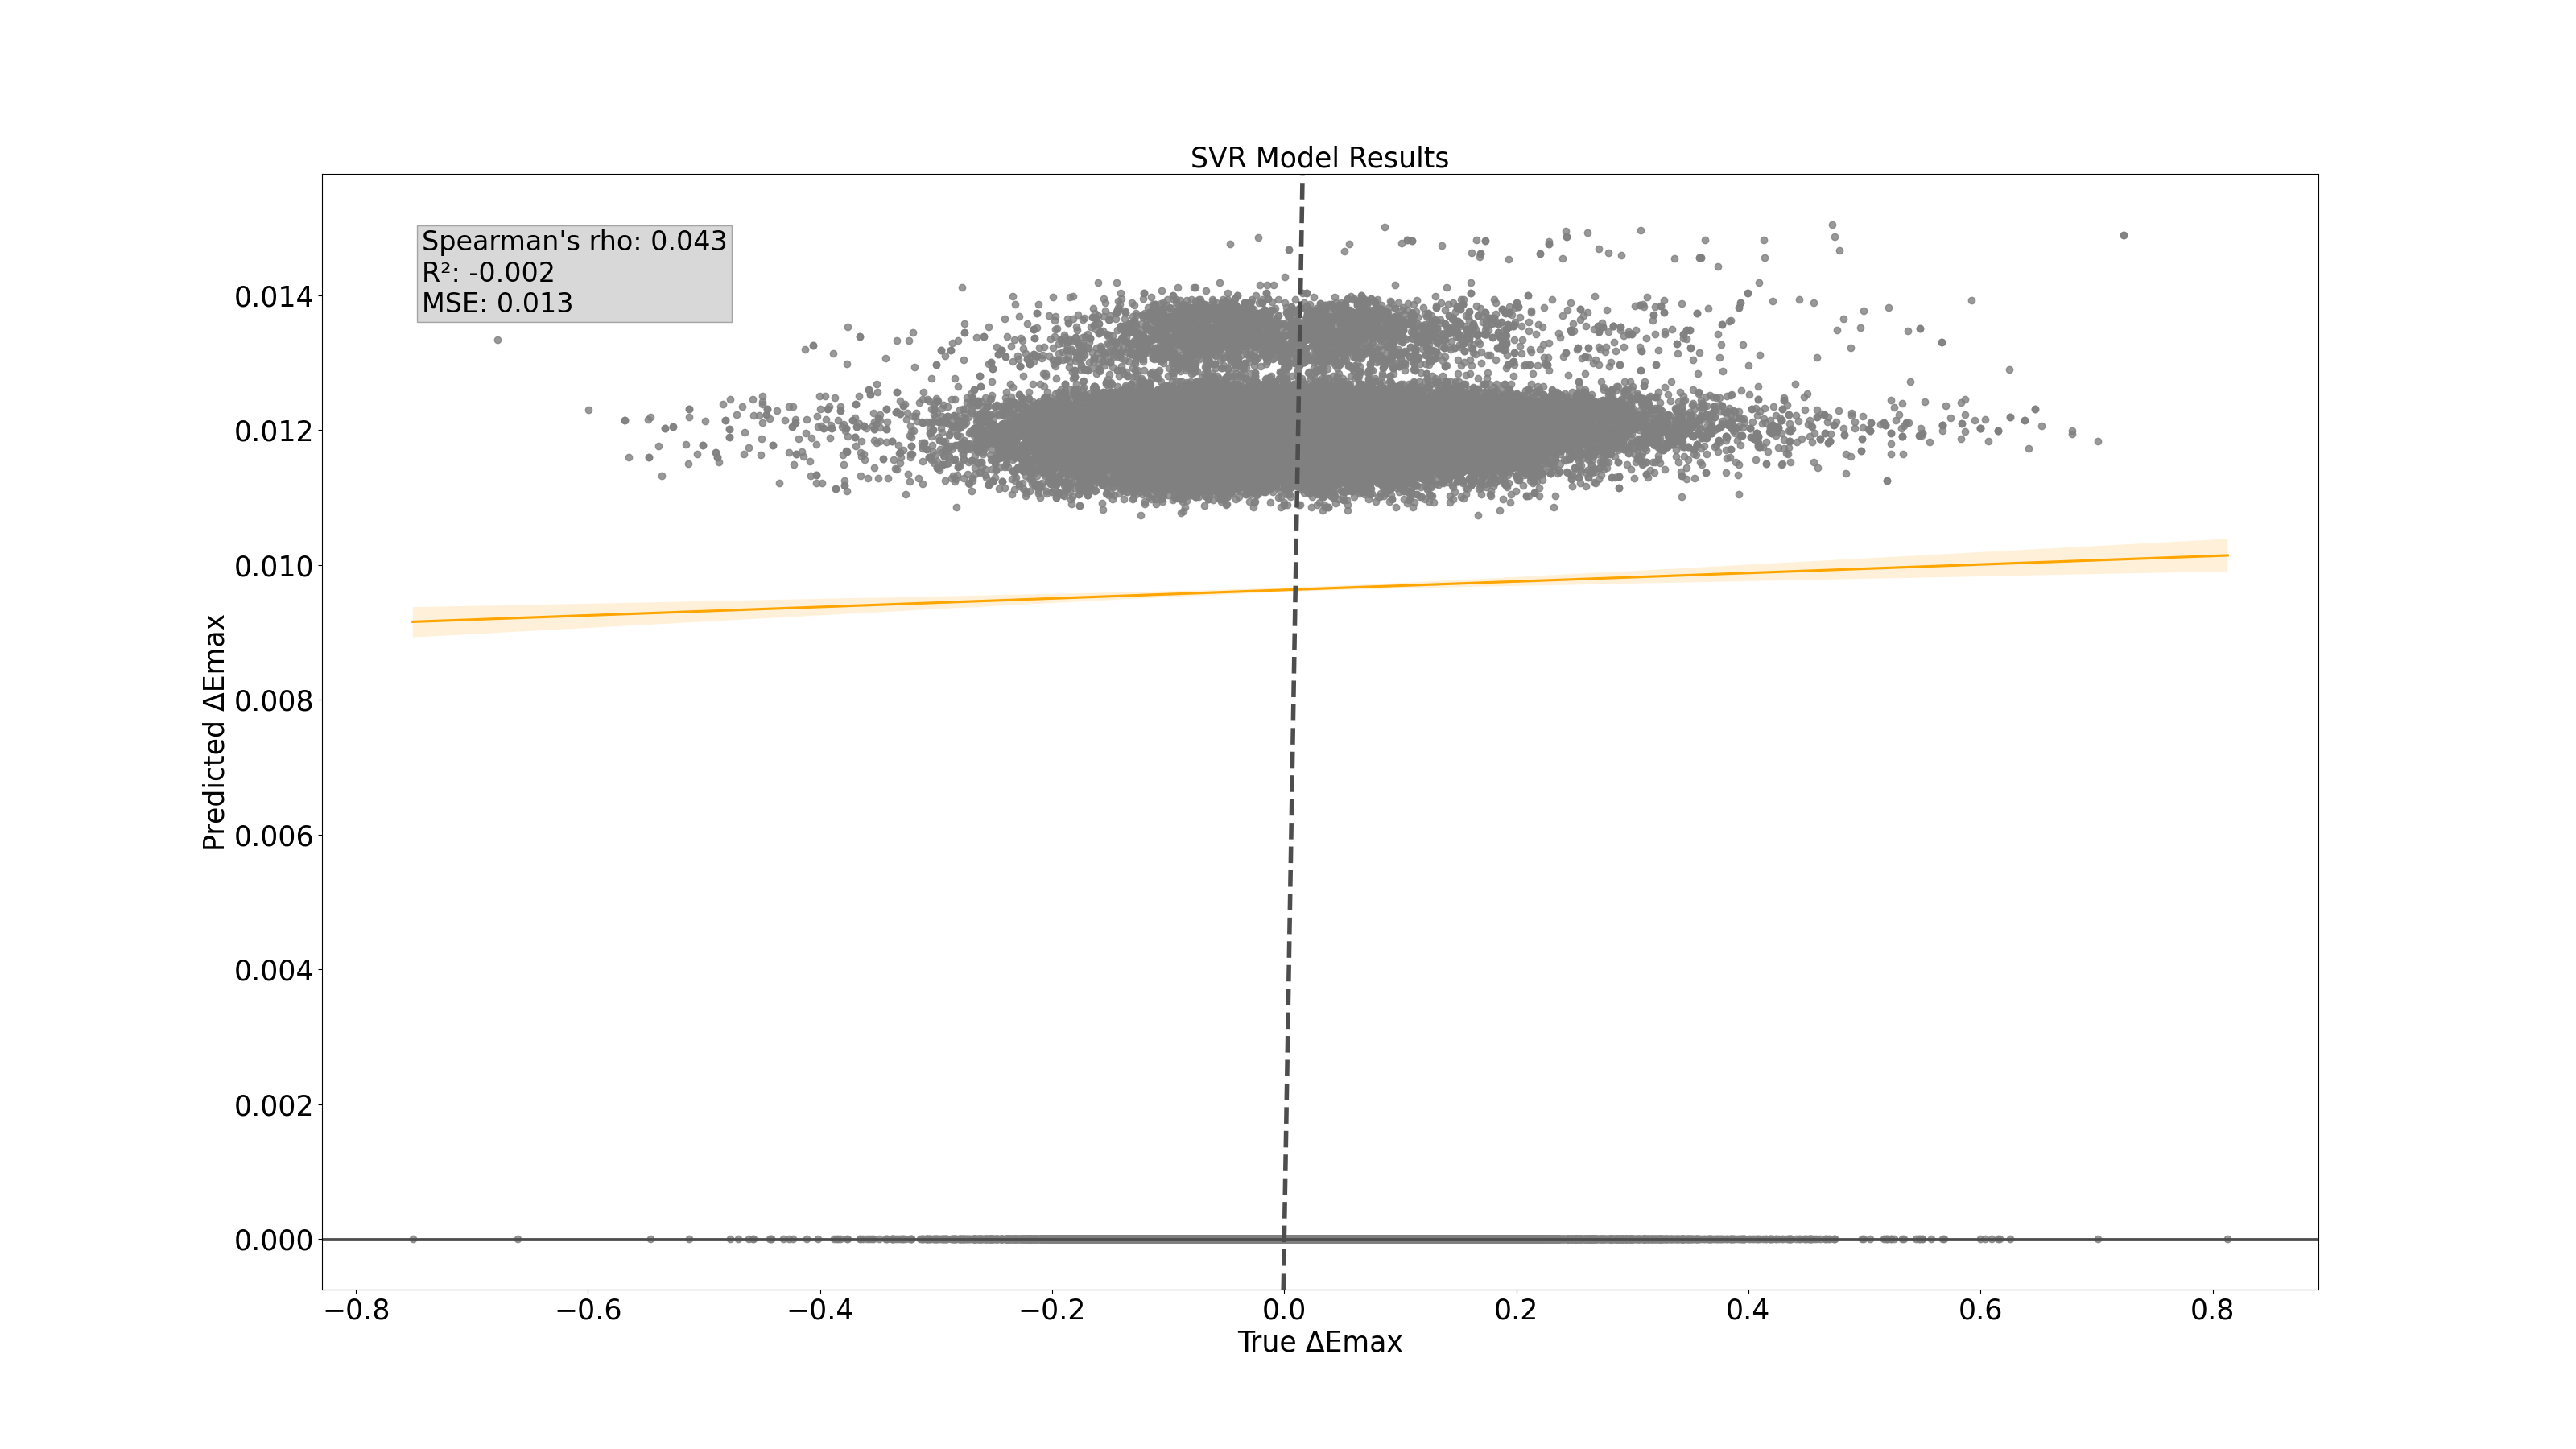 SVR Model Results
Spearman's rho: 0.043
R²: -0.002
MSE: 0.013
0.014
0.012
0.010
0.008
0.006
0.004
0.002
0.000
Predicted ΔEmax
−0.8
−0.6
−0.4
−0.2
0.0
0.2
0.4
0.6
0.8
True ΔEmax